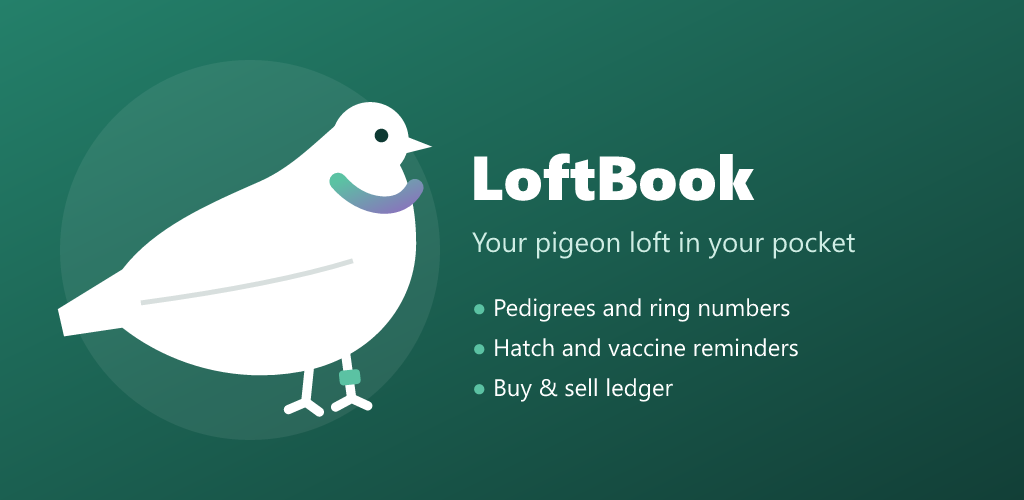 LoftBook
Your pigeon loft in your pocket
Pedigrees and ring numbers
Hatch and vaccine reminders
Buy & sell ledger